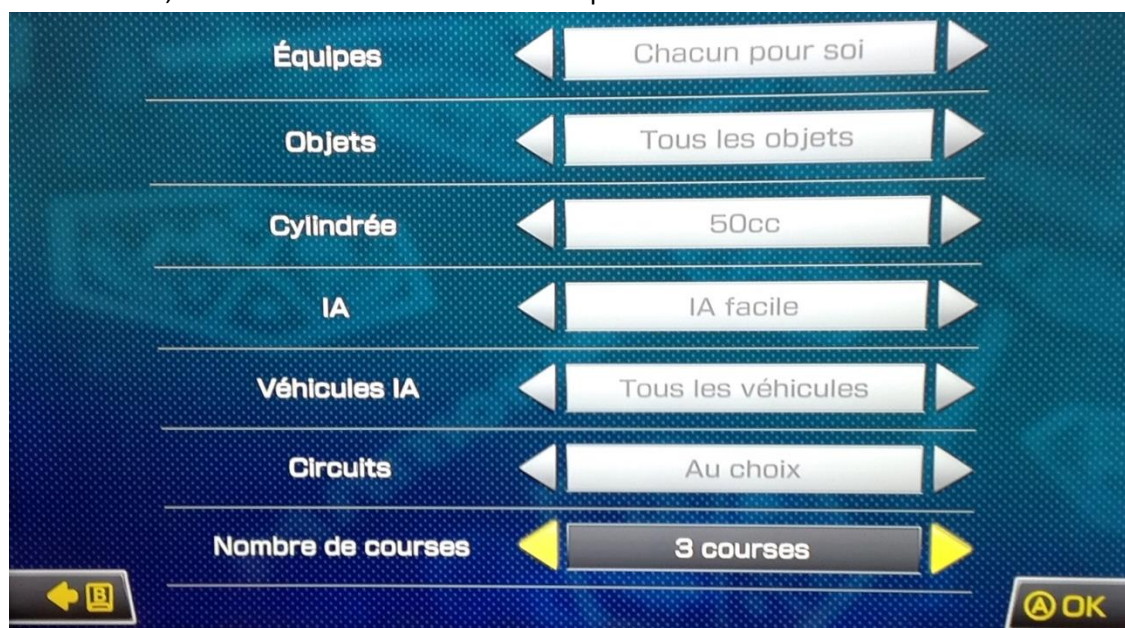 Équipes
Chacun pour soi
Objets
Tous les objets
Cylindrée
50cc
IA
IA facile
Véhicules IA
Tous les véhicules
Circuits
Au choix
Nombre de courses
3 courses
B
A OK